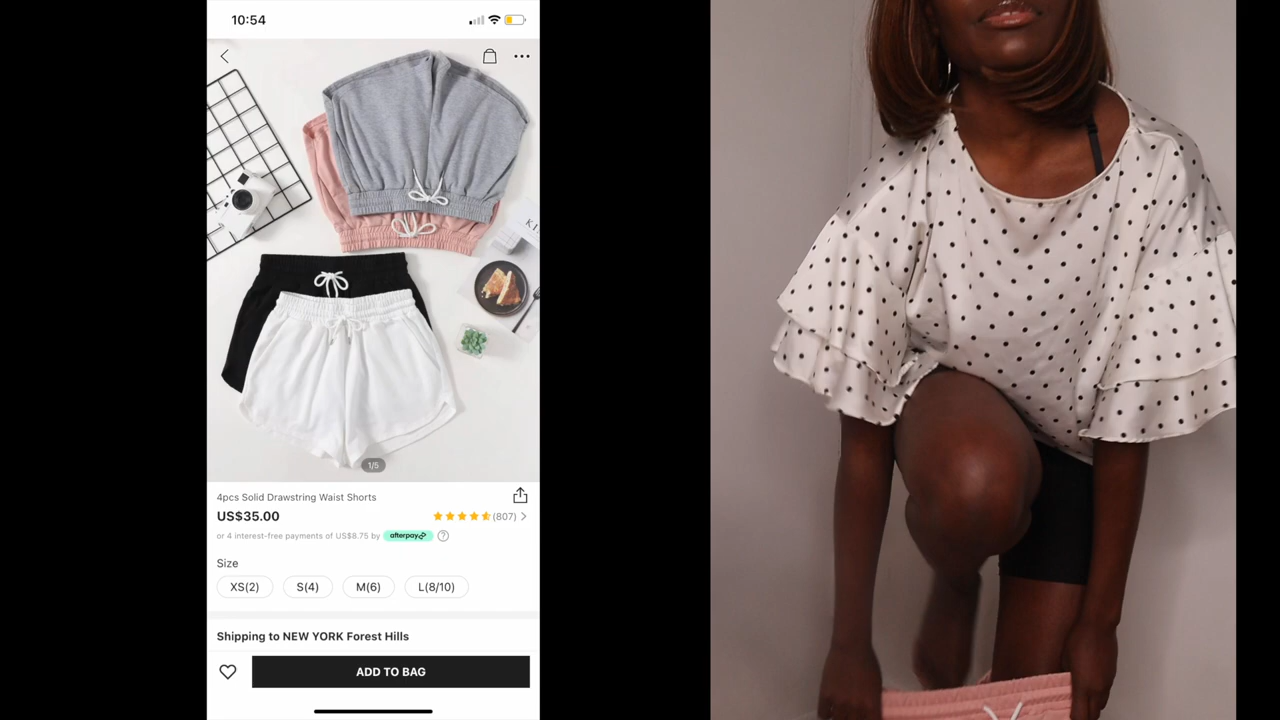 10:54
KI
1/5
4pcs Solid Drawstring Waist Shorts
US$35.00
(807)
or 4 interest-free payments of US$8.75 by afterpay
Size
XS(2) S(4) M(6) L(8/10)
Shipping to NEW YORK Forest Hills
ADD TO BAG